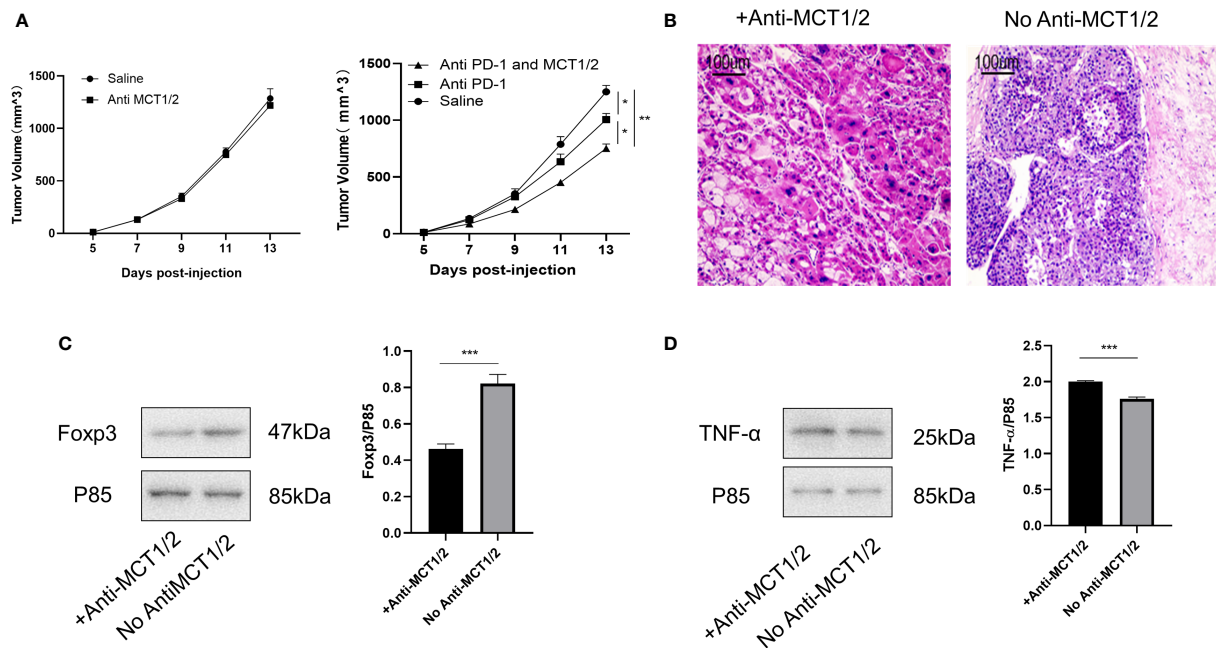 A
Saline
Anti MCT1/2
Tumor Volume(mm^3)
1500
1000
500
0
5 7 9 11 13
Days post-injection
Anti PD-1 and MCT1/2
Anti PD-1
Saline
Tumor Volume( mm^3)
1500
1000
500
0
5 7 9 11 13
Days post-injection
*
*
**
B
+Anti-MCT1/2
No Anti-MCT1/2
100um
100um
C
Foxp3
47kDa
P85
85kDa
+Anti-MCT1/2
No AntiMCT1/2
Foxp3/P85
1.0
0.8
0.6
0.4
0.2
0.0
***
+Anti-MCT1/2
No Anti-MCT1/2
D
TNF-α
25kDa
P85
85kDa
+Anti-MCT1/2
No Anti-MCT1/2
TNF-α/P85
2.5
2.0
1.5
1.0
0.5
0.0
***
+Anti-MCT1/2
No Anti-MCT1/2